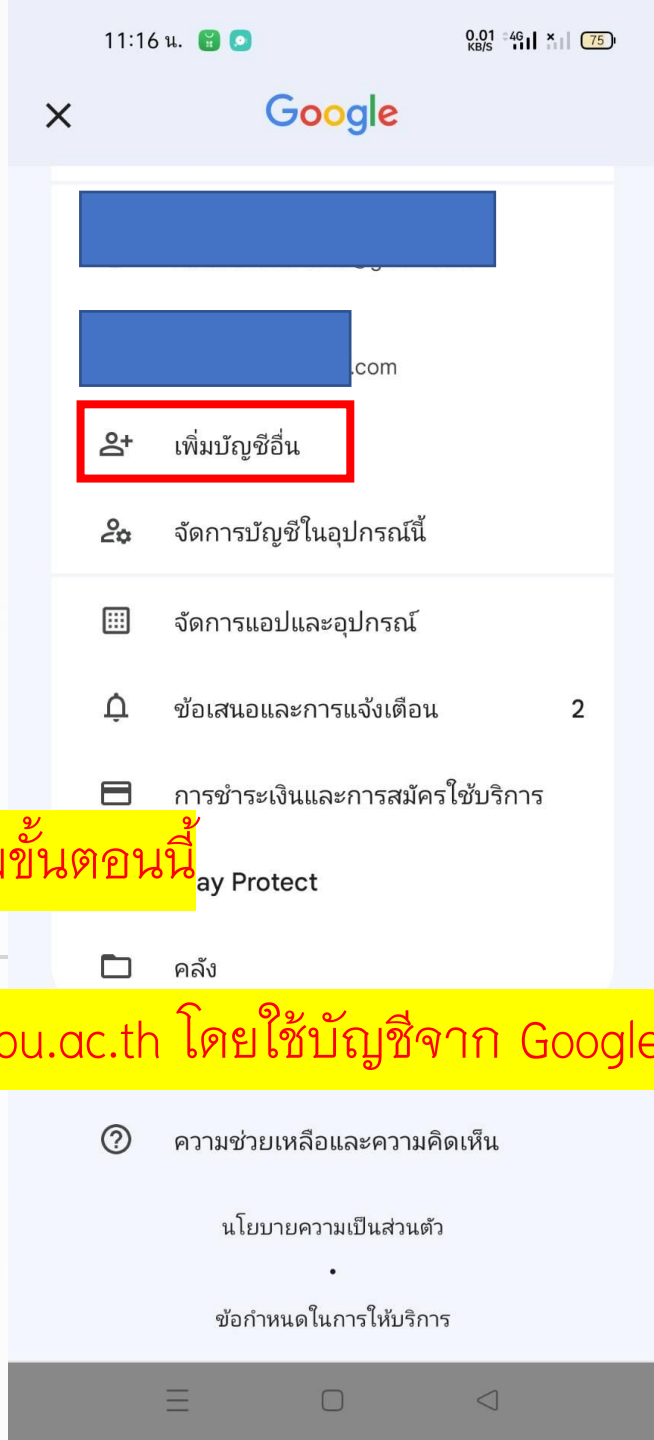 11:16 น.
0.01 KB/S 4G 75
Google
.com
เพิ่มบัญชีอื่น
จัดการบัญชีในอุปกรณ์นี้
จัดการแอปและอุปกรณ์
ข้อเสนอและการแจ้งเตือน 2
การชำระเงินและการสมัครใช้บริการ
ขั้นตอนนี้
ay Protect
คลัง
.ac.th โดยใช้บัญชีจาก Google
ความช่วยเหลือและความคิดเห็น
นโยบายความเป็นส่วนตัว
•
ข้อกำหนดในการให้บริการ